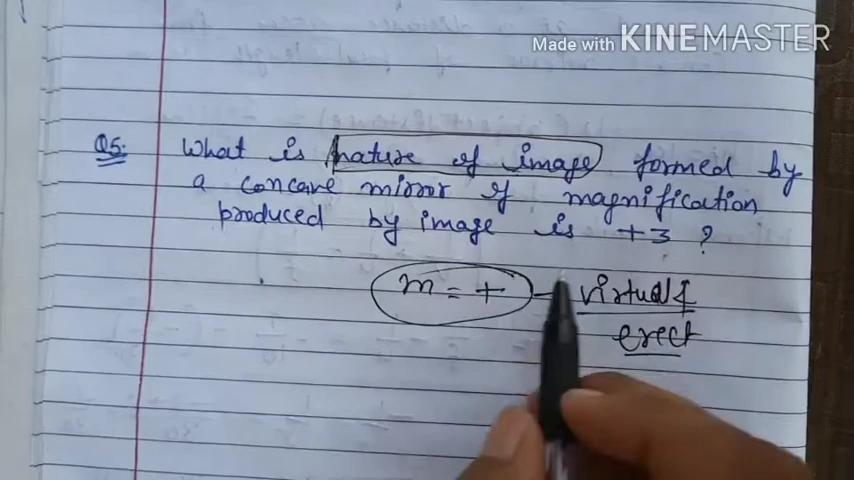 Made with KINEMASTER
Q5. What is nature of image formed by
a concave mirror of magnification
produced by image is +3 ?
m = + - virtual &
erect